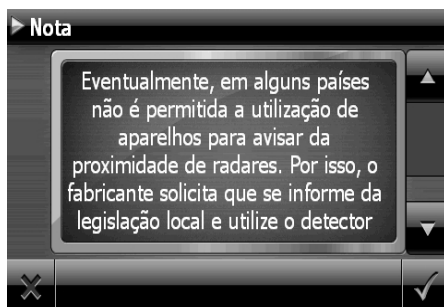 Nota
Eventualmente, em alguns países
não é permitida a utilização de
aparelhos para avisar da
proximidade de radares. Por isso, o
fabricante solicita que se informe da
legislação local e utilize o detector